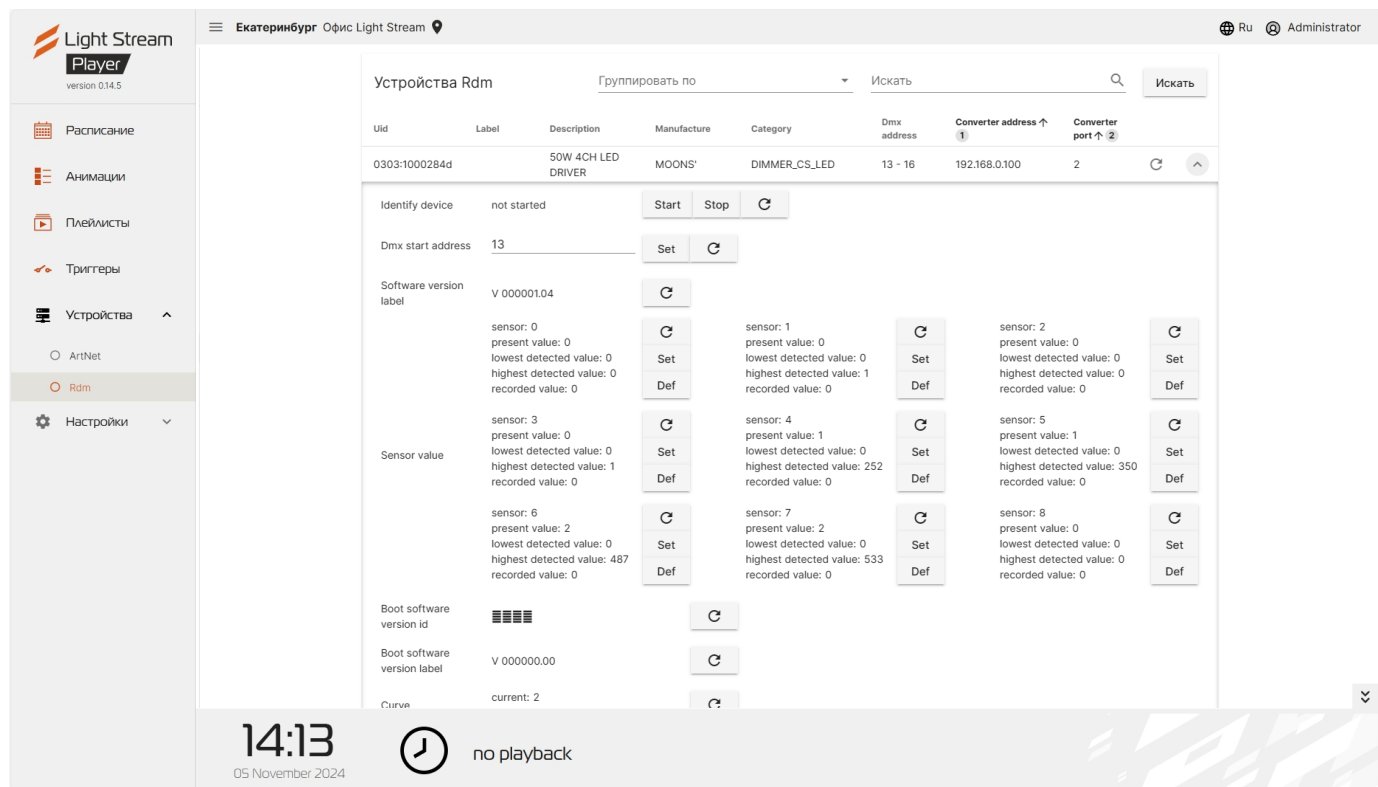 Light Stream
Player
version 0.14.5
Екатеринбург Офис Light Stream
Ru Administrator
Расписание
Анимации
Плейлисты
Триггеры
Устройства
ArtNet
Rdm
Настройки
Устройства Rdm Группировать по Искать Искать
Uid Label Description Manufacture Category Dmx address Converter address ↑ 1 Converter port ↑ 2
0303:1000284d 50W 4CH LED DRIVER MOONS' DIMMER_CS_LED 13 - 16 192.168.0.100 2
Identify device not started Start Stop
Dmx start address 13 Set
Software version label V 000001.04
Sensor value
sensor: 0
present value: 0
lowest detected value: 0
highest detected value: 0
recorded value: 0
Set
Def
sensor: 1
present value: 0
lowest detected value: 0
highest detected value: 1
recorded value: 0
Set
Def
sensor: 2
present value: 0
lowest detected value: 0
highest detected value: 0
recorded value: 0
Set
Def
sensor: 3
present value: 0
lowest detected value: 0
highest detected value: 1
recorded value: 0
Set
Def
sensor: 4
present value: 1
lowest detected value: 0
highest detected value: 252
recorded value: 0
Set
Def
sensor: 5
present value: 1
lowest detected value: 0
highest detected value: 350
recorded value: 0
Set
Def
sensor: 6
present value: 2
lowest detected value: 0
highest detected value: 487
recorded value: 0
Set
Def
sensor: 7
present value: 2
lowest detected value: 0
highest detected value: 533
recorded value: 0
Set
Def
sensor: 8
present value: 0
lowest detected value: 0
highest detected value: 0
recorded value: 0
Set
Def
Boot software version id
Boot software version label V 000000.00
Curve current: 2
14:13
05 November 2024
no playback